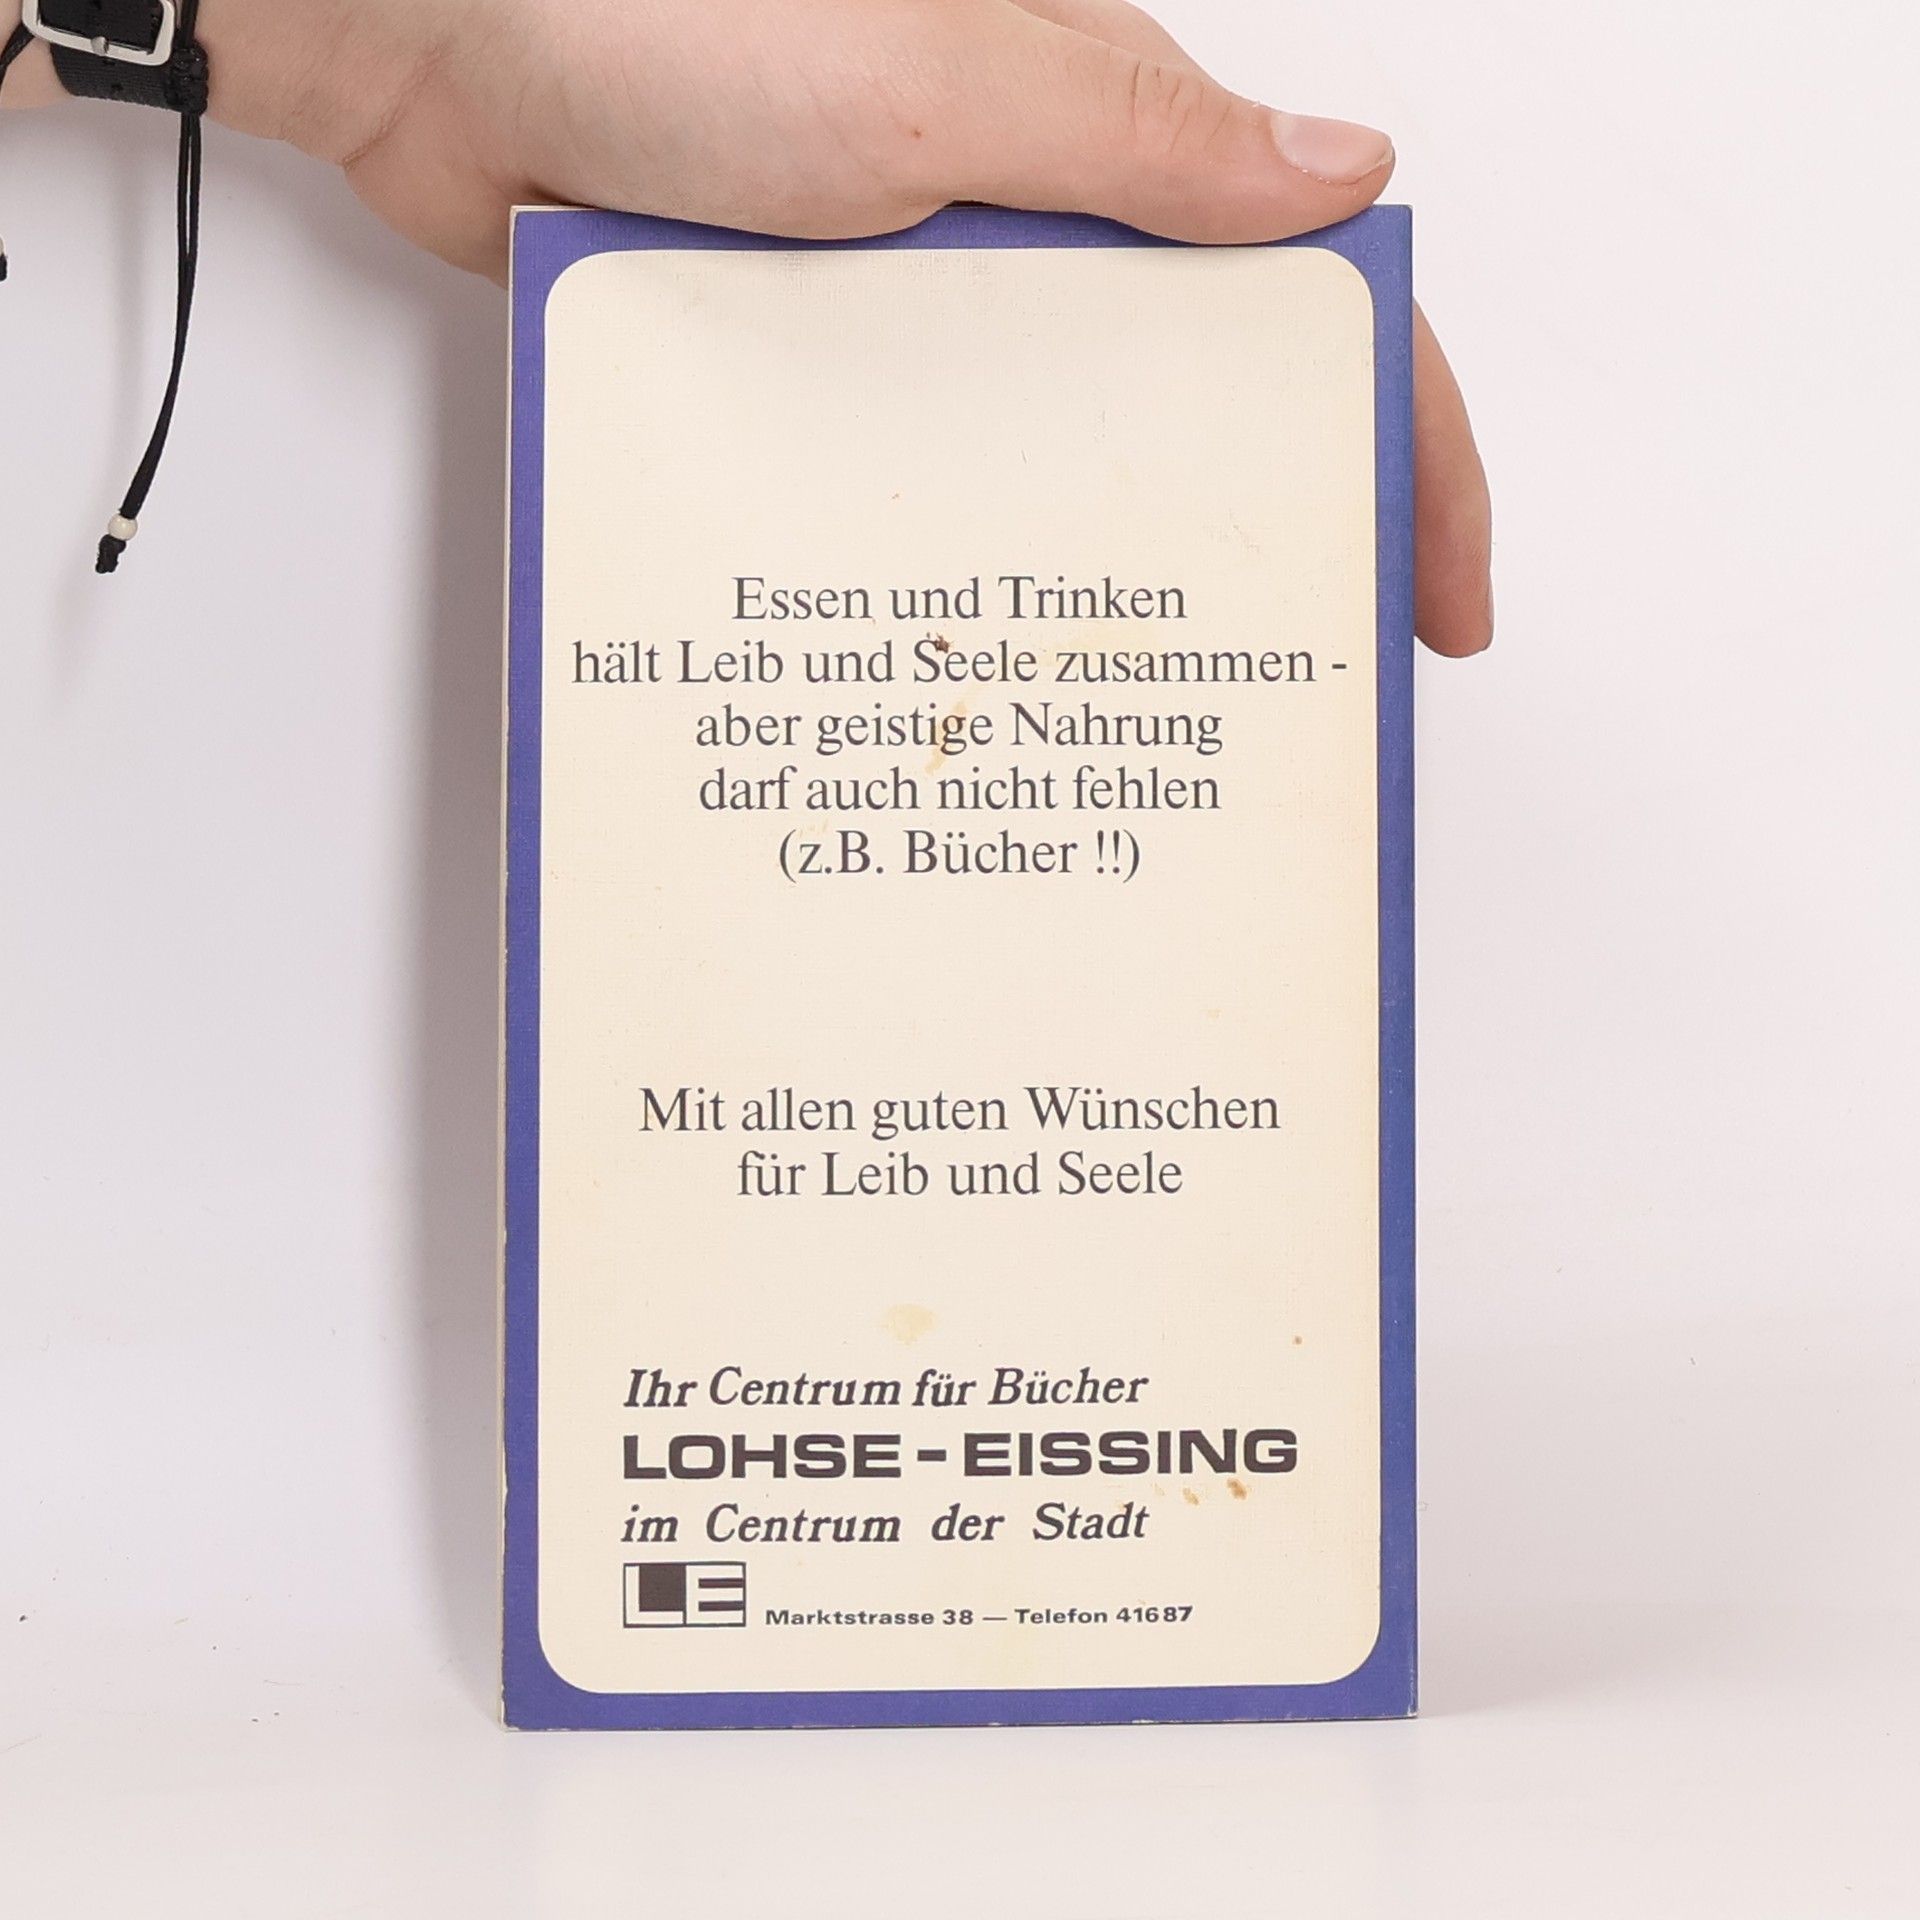 Essen und Trinken
hält Leib und Seele zusammen -
aber geistige Nahrung
darf auch nicht fehlen
(z.B. Bücher !!)
Mit allen guten Wünschen
für Leib und Seele
Ihr Centrum für Bücher
LOHSE-EISSING
im Centrum der Stadt
LE Marktstrasse 38 — Telefon 41687